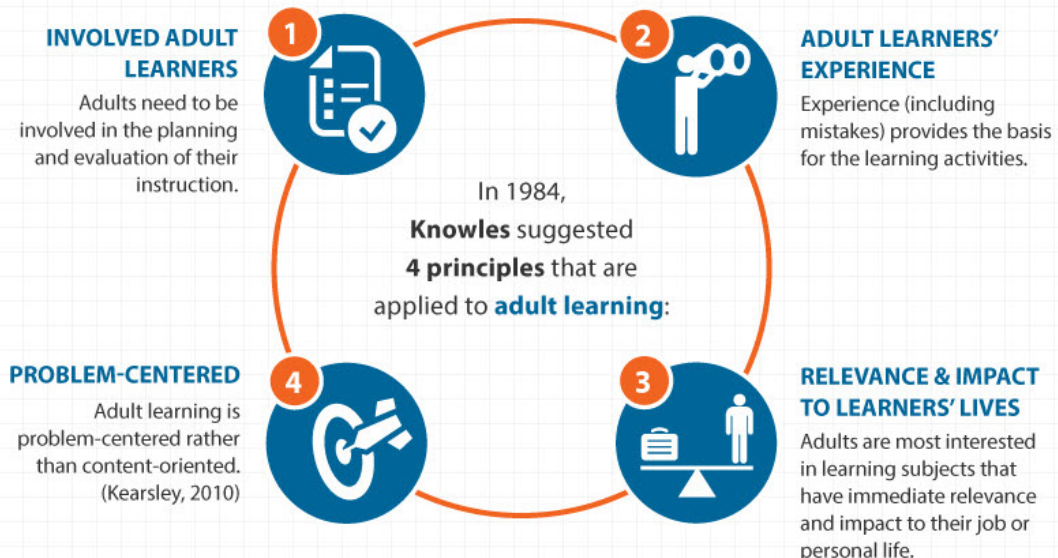 In 1984,
Knowles suggested
4 principles that are
applied to adult learning:
1
INVOLVED ADULT
LEARNERS
Adults need to be
involved in the planning
and evaluation of their
instruction.
2
ADULT LEARNERS'
EXPERIENCE
Experience (including
mistakes) provides the basis
for the learning activities.
3
RELEVANCE & IMPACT
TO LEARNERS' LIVES
Adults are most interested
in learning subjects that
have immediate relevance
and impact to their job or
personal life.
4
PROBLEM-CENTERED
Adult learning is
problem-centered rather
than content-oriented.
(Kearsley, 2010)